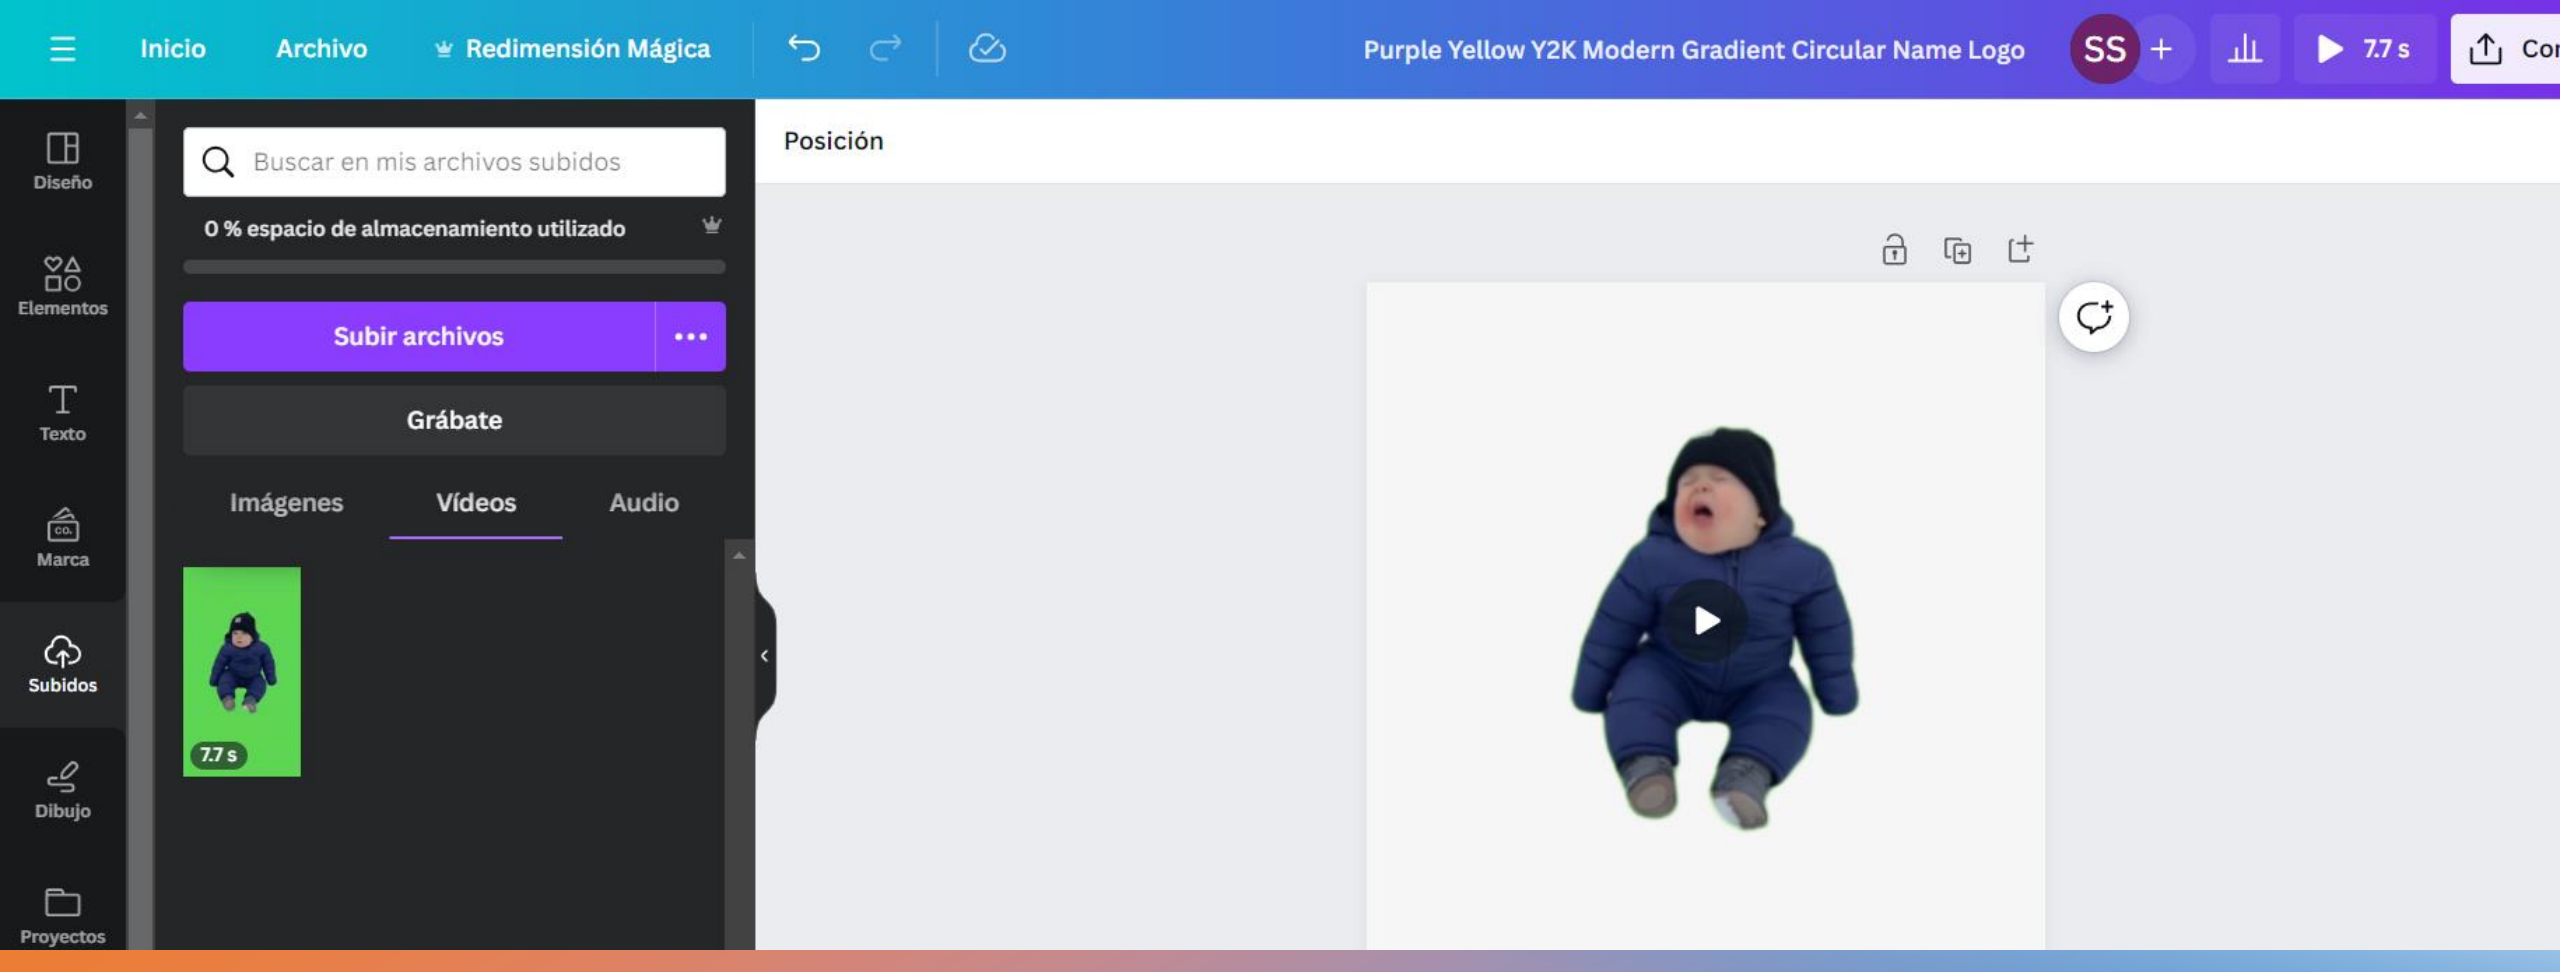 Inicio
Archivo
Redimensión Mágica
Purple Yellow Y2K Modern Gradient Circular Name Logo
SS
7.7 s
Diseño
Elementos
Texto
CO.
Marca
Subidos
Dibujo
Proyectos
Buscar en mis archivos subidos
0 % espacio de almacenamiento utilizado
Subir archivos
Grábate
Imágenes
Vídeos
Audio
7.7 s
Posición